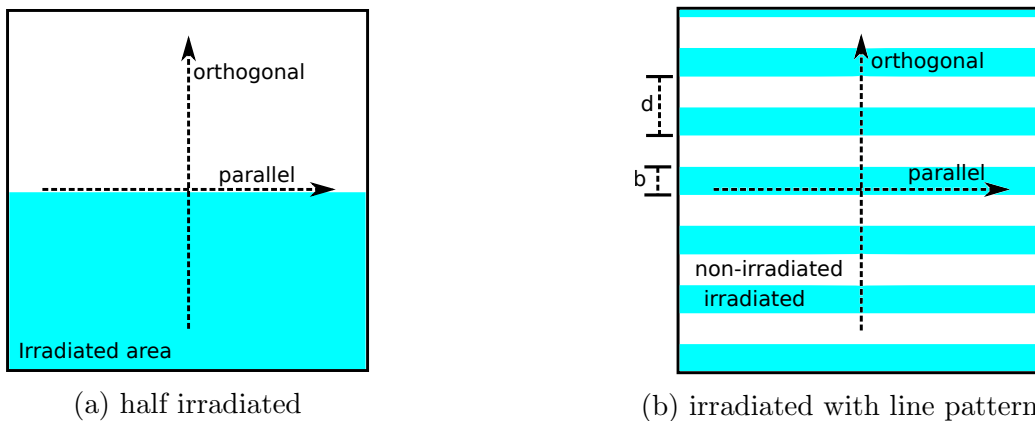 orthogonal
parallel
Irradiated area
(a) half irradiated
orthogonal
d
b
parallel
non-irradiated
irradiated
(b) irradiated with line pattern